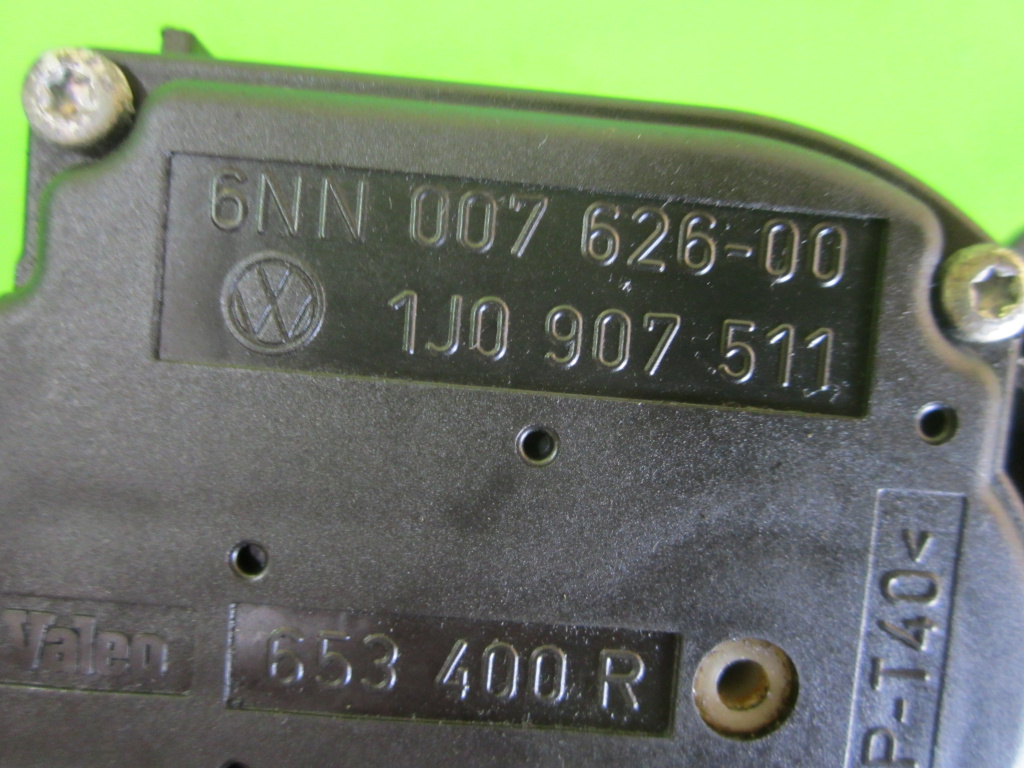 6NN 007 626-00
1J0 907 511
Valeo
653 400 R
P-T40<